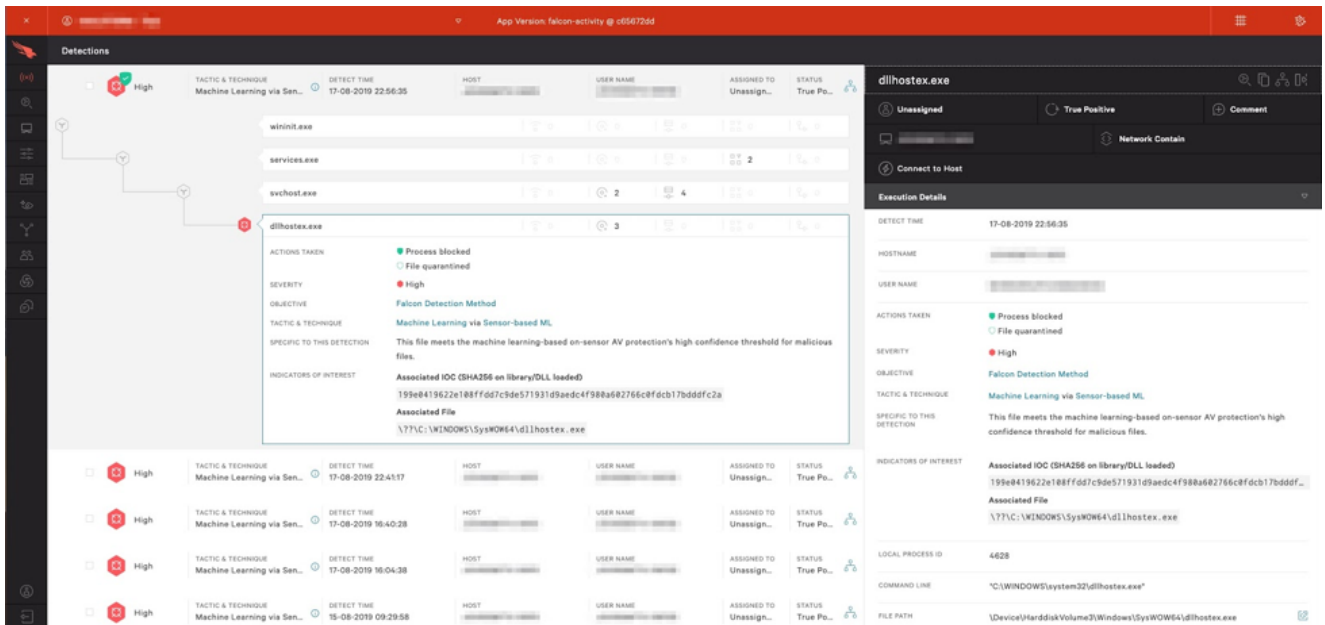 App Version: falcon-activity @ c65672dd
Detections
High
TACTIC & TECHNIQUE
Machine Learning via Sen...
DETECT TIME
17-08-2019 22:56:35
HOST
USER NAME
ASSIGNED TO
Unassign...
STATUS
True Po...
wininit.exe
services.exe
2
svchost.exe
2
4
dllhostex.exe
3
ACTIONS TAKEN
Process blocked
File quarantined
SEVERITY
High
OBJECTIVE
Falcon Detection Method
TACTIC & TECHNIQUE
Machine Learning via Sensor-based ML
SPECIFIC TO THIS DETECTION
This file meets the machine learning-based on-sensor AV protection's high confidence threshold for malicious
files.
INDICATORS OF INTEREST
Associated IOC (SHA256 on library/DLL loaded)
199e0419622e108ffdd7c9de571931d9aedc4f980a602766c0fdcb17bdddfc2a
Associated File
\??\C:\WINDOWS\SysWOW64\dllhostex.exe
High
TACTIC & TECHNIQUE
Machine Learning via Sen...
DETECT TIME
17-08-2019 22:41:17
HOST
USER NAME
ASSIGNED TO
Unassign...
STATUS
True Po...
High
TACTIC & TECHNIQUE
Machine Learning via Sen...
DETECT TIME
17-08-2019 16:40:28
HOST
USER NAME
ASSIGNED TO
Unassign...
STATUS
True Po...
High
TACTIC & TECHNIQUE
Machine Learning via Sen...
DETECT TIME
17-08-2019 16:04:38
HOST
USER NAME
ASSIGNED TO
Unassign...
STATUS
True Po...
High
TACTIC & TECHNIQUE
Machine Learning via Sen...
DETECT TIME
15-08-2019 09:29:58
HOST
USER NAME
ASSIGNED TO
Unassign...
STATUS
True Po...
dllhostex.exe
Unassigned
True Positive
Comment
Network Contain
Connect to Host
Execution Details
DETECT TIME
17-08-2019 22:56:35
HOSTNAME
USER NAME
ACTIONS TAKEN
Process blocked
File quarantined
SEVERITY
High
OBJECTIVE
Falcon Detection Method
TACTIC & TECHNIQUE
Machine Learning via Sensor-based ML
SPECIFIC TO THIS
DETECTION
This file meets the machine learning-based on-sensor AV protection's high
confidence threshold for malicious files.
INDICATORS OF INTEREST
Associated IOC (SHA256 on library/DLL loaded)
199e0419622e108ffdd7c9de571931d9aedc4f980a602766c0fdcb17bdddf...
Associated File
\??\C:\WINDOWS\SysWOW64\dllhostex.exe
LOCAL PROCESS ID
4628
COMMAND LINE
"C:\WINDOWS\system32\dllhostex.exe"
FILE PATH
\Device\HarddiskVolume3\Windows\SysWOW64\dllhostex.exe